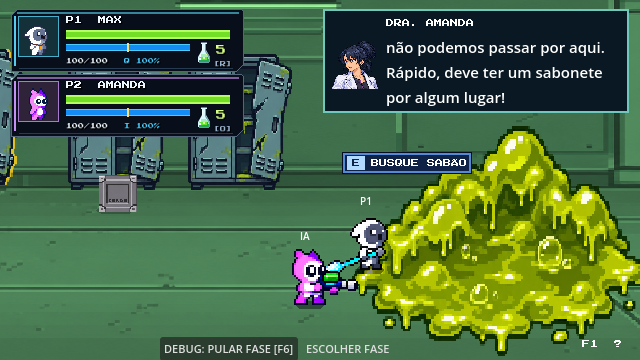 P1 MAX
5
100/100 Q 100% [R]
P2 AMANDA
5
100/100 I 100% [O]
DRA. AMANDA
não podemos passar por aqui.
Rápido, deve ter um sabonete
por algum lugar!
E BUSQUE SABÃO
P1
IA
DEBUG: PULAR FASE [F6] ESCOLHER FASE
F1 ?